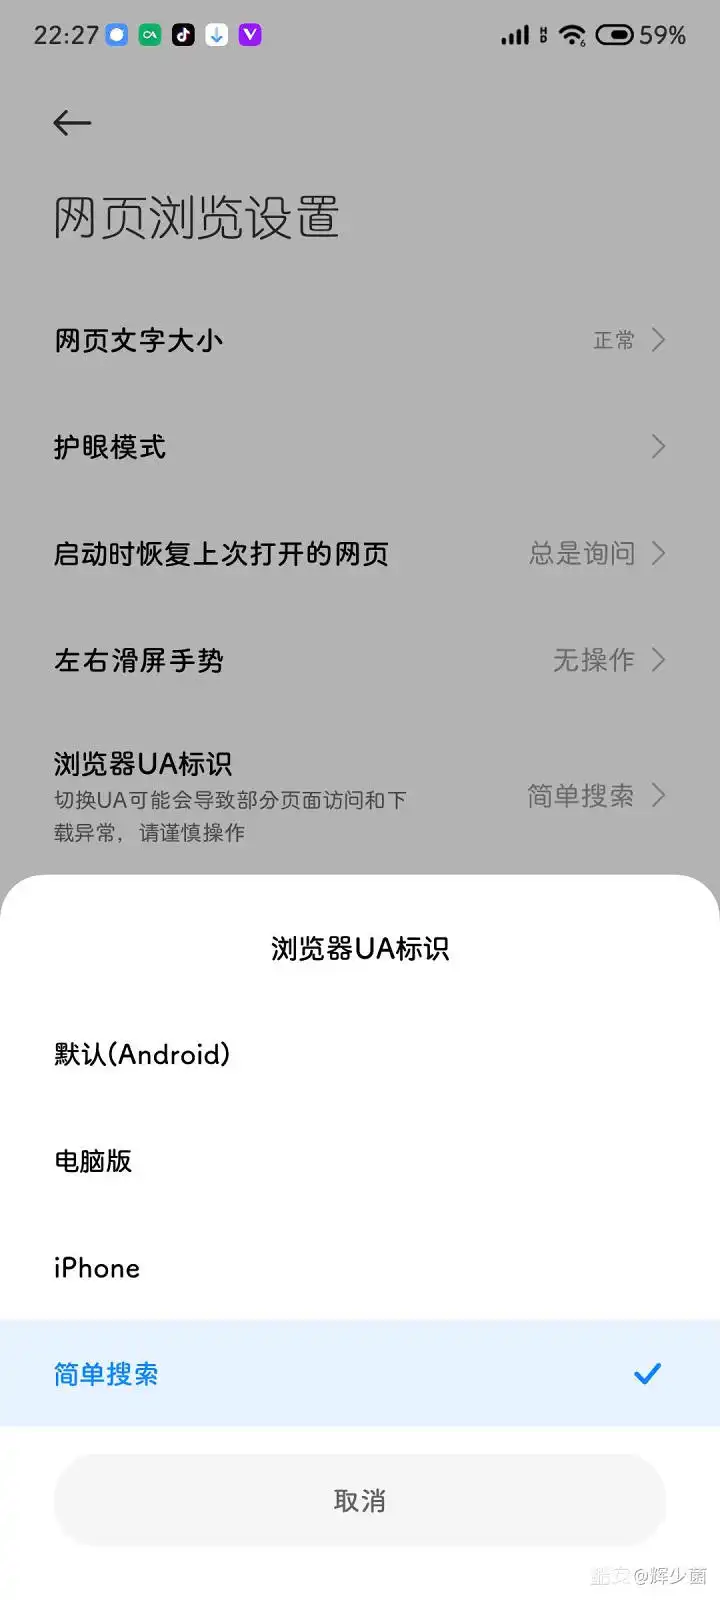 22:27
59%
网页浏览设置
网页文字大小 正常
护眼模式
启动时恢复上次打开的网页 总是询问
左右滑屏手势 无操作
浏览器UA标识
切换UA可能会导致部分页面访问和下
载异常，请谨慎操作
简单搜索
浏览器UA标识
默认(Android)
电脑版
iPhone
简单搜索
取消
酷安@辉少菌